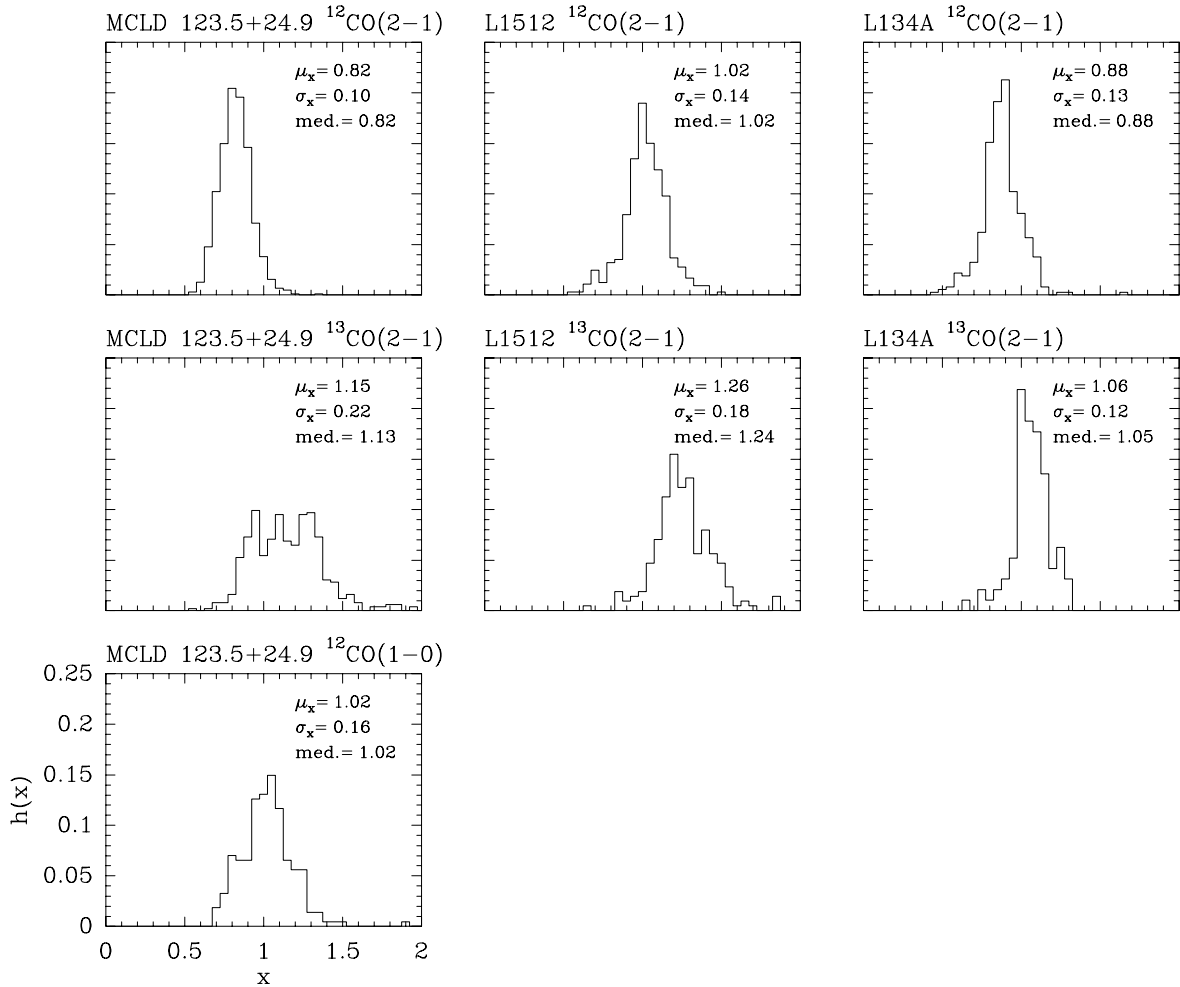 MCLD 123.5+24.9 ¹²CO(2−1)
μₓ= 0.82
σₓ= 0.10
med.= 0.82
L1512 ¹²CO(2−1)
μₓ= 1.02
σₓ= 0.14
med.= 1.02
L134A ¹²CO(2−1)
μₓ= 0.88
σₓ= 0.13
med.= 0.88
MCLD 123.5+24.9 ¹³CO(2−1)
μₓ= 1.15
σₓ= 0.22
med.= 1.13
L1512 ¹³CO(2−1)
μₓ= 1.26
σₓ= 0.18
med.= 1.24
L134A ¹³CO(2−1)
μₓ= 1.06
σₓ= 0.12
med.= 1.05
MCLD 123.5+24.9 ¹²CO(1−0)
μₓ= 1.02
σₓ= 0.16
med.= 1.02
0.25
0.2
0.15
0.1
0.05
0
h(x)
0 0.5 1 1.5 2
x